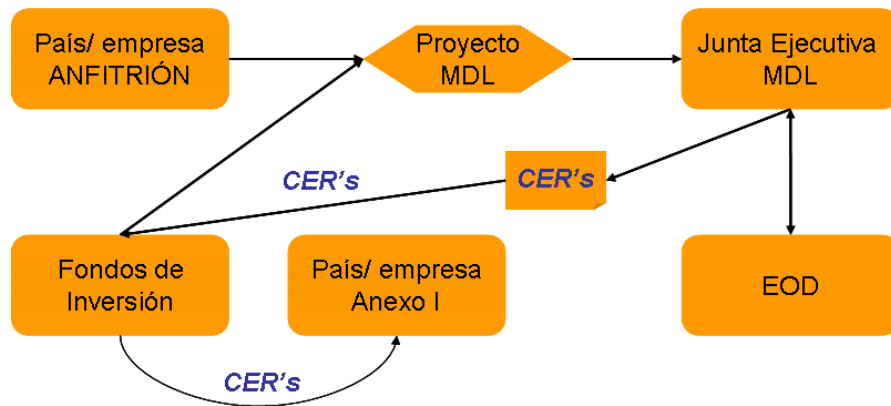 País/ empresa
ANFITRIÓN
Proyecto
MDL
Junta Ejecutiva
MDL
CER's
CER's
Fondos de
Inversión
País/ empresa
Anexo I
EOD
CER's